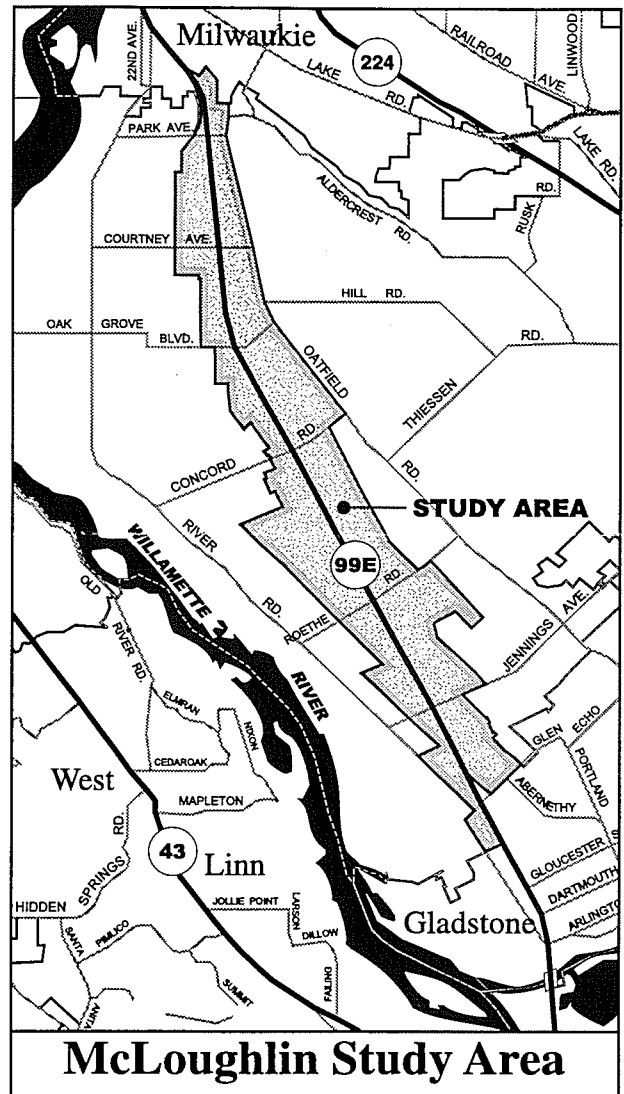 22ND AVE.
Milwaukie
224
RAILROAD AVE.
LINWOOD
LAKE RD.
LAKE RD.
PARK AVE.
ALDERCREST RD.
RUSK RD.
COURTNEY AVE.
HILL RD.
OAK GROVE BLVD.
OATFIELD RD.
THIESSEN RD.
CONCORD RD.
STUDY AREA
RIVER RD.
99E
WILLAMETTE RIVER
OLD RIVER RD.
ROETHE RD.
JENNINGS AVE.
ELMRAN
NIXON
CEDAROAK
GLEN ECHO
PORTLAND
West Linn
MAPLETON
ABERNETHY
43
HIDDEN SPRINGS RD.
GLOUCESTER S
DARTMOUTH
ARLINGTO
JOLLIE POINT
LARSON
DILLOW
FAILING
Gladstone
SANTA ANITA
PIMLICO
SUMMIT
McLoughlin Study Area